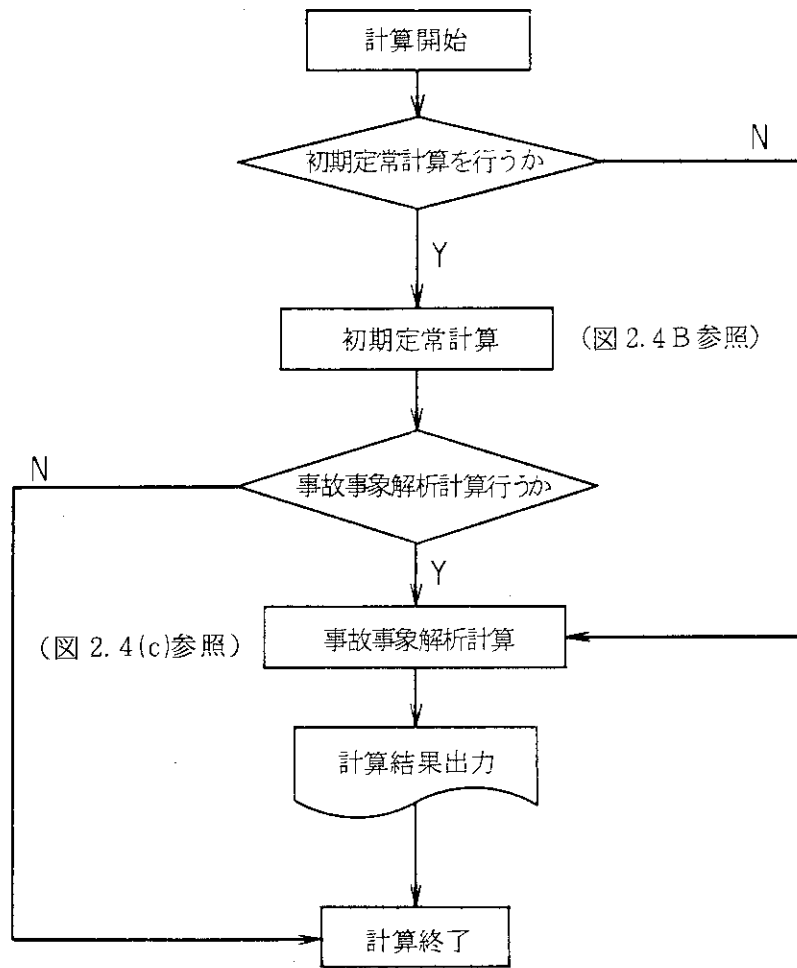 計算開始
初期定常計算を行うか
N
Y
初期定常計算
(図2.4B参照)
N
事故事象解析計算行うか
Y
(図 2.4(c)参照)
事故事象解析計算
計算結果出力
計算終了